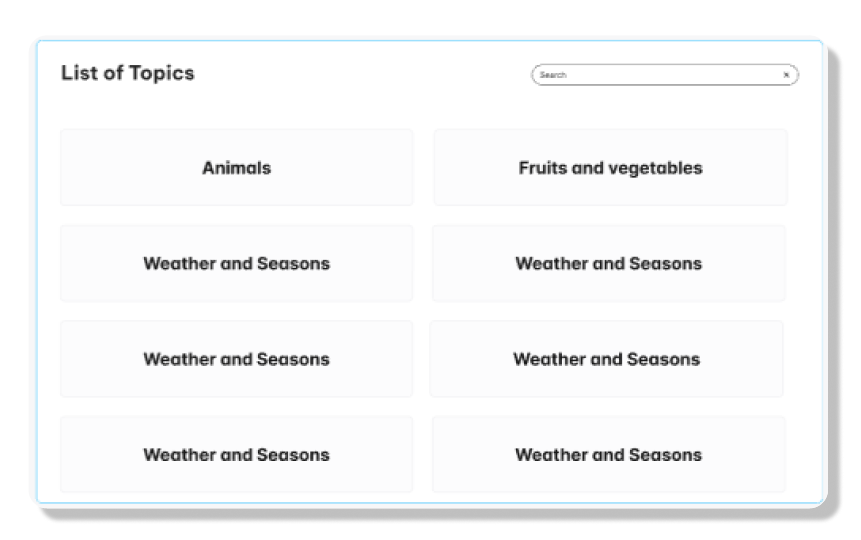 List of Topics
Search
Animals
Fruits and vegetables
Weather and Seasons
Weather and Seasons
Weather and Seasons
Weather and Seasons
Weather and Seasons
Weather and Seasons